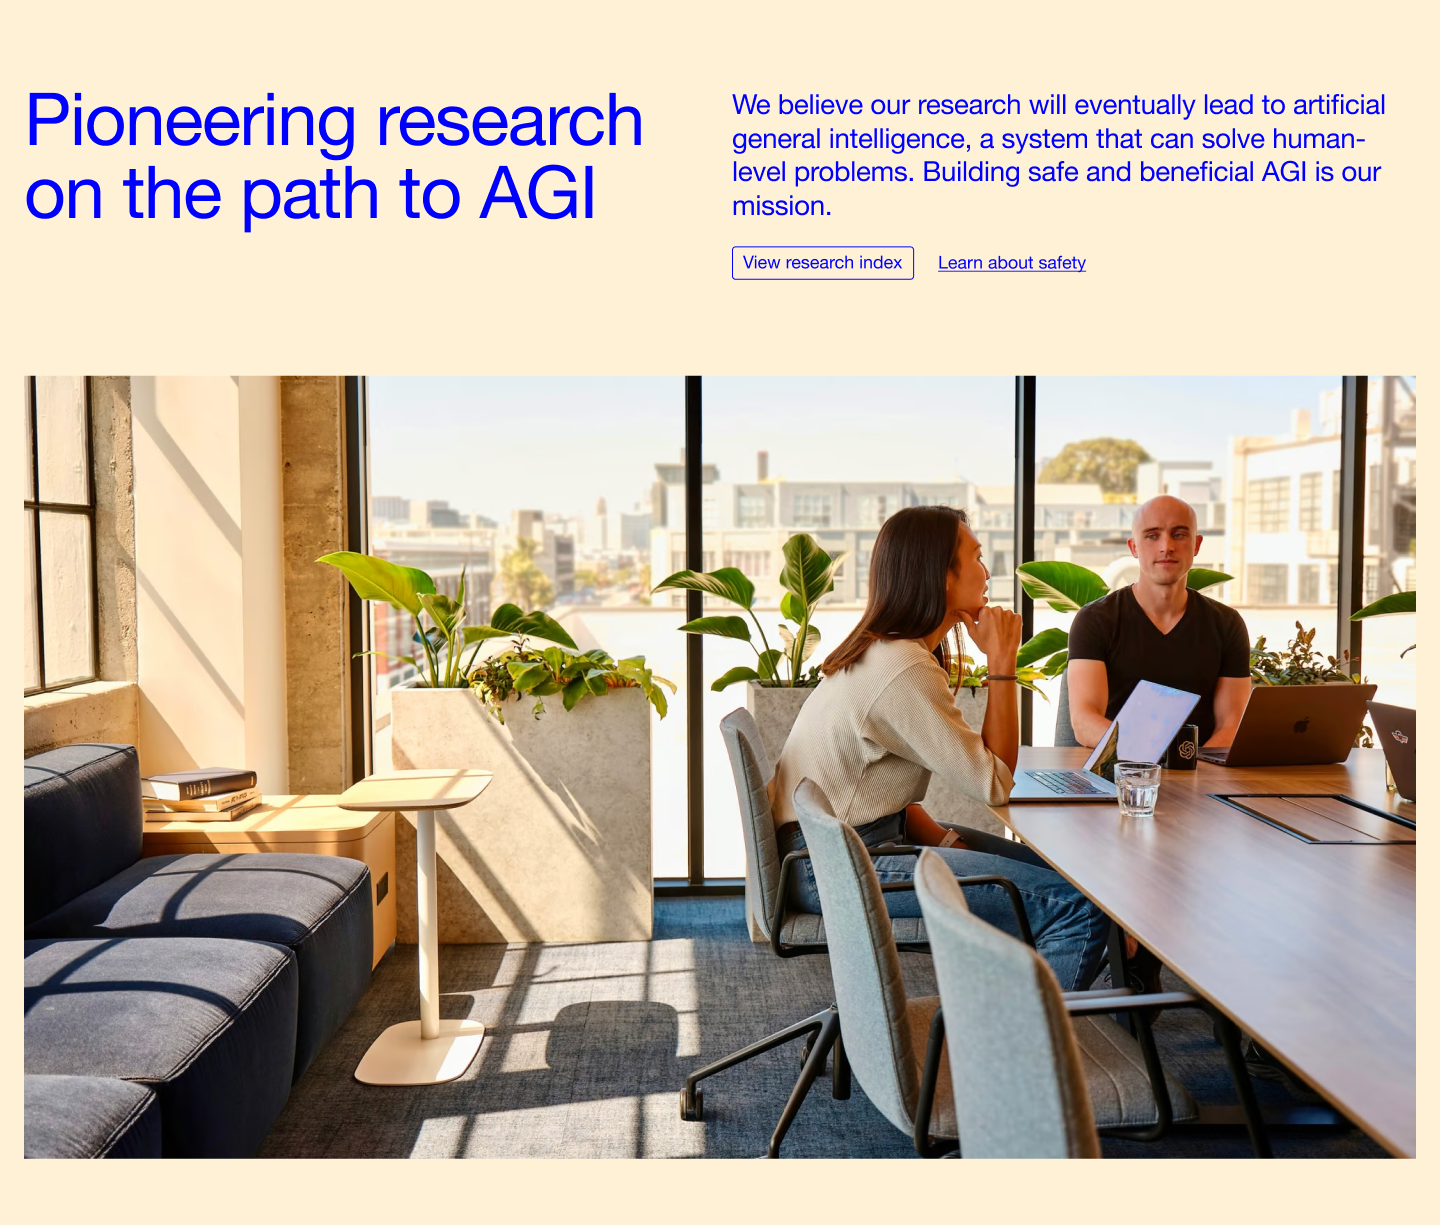 Pioneering research
on the path to AGI
We believe our research will eventually lead to artificial
general intelligence, a system that can solve human-
level problems. Building safe and beneficial AGI is our
mission.
View research index
Learn about safety